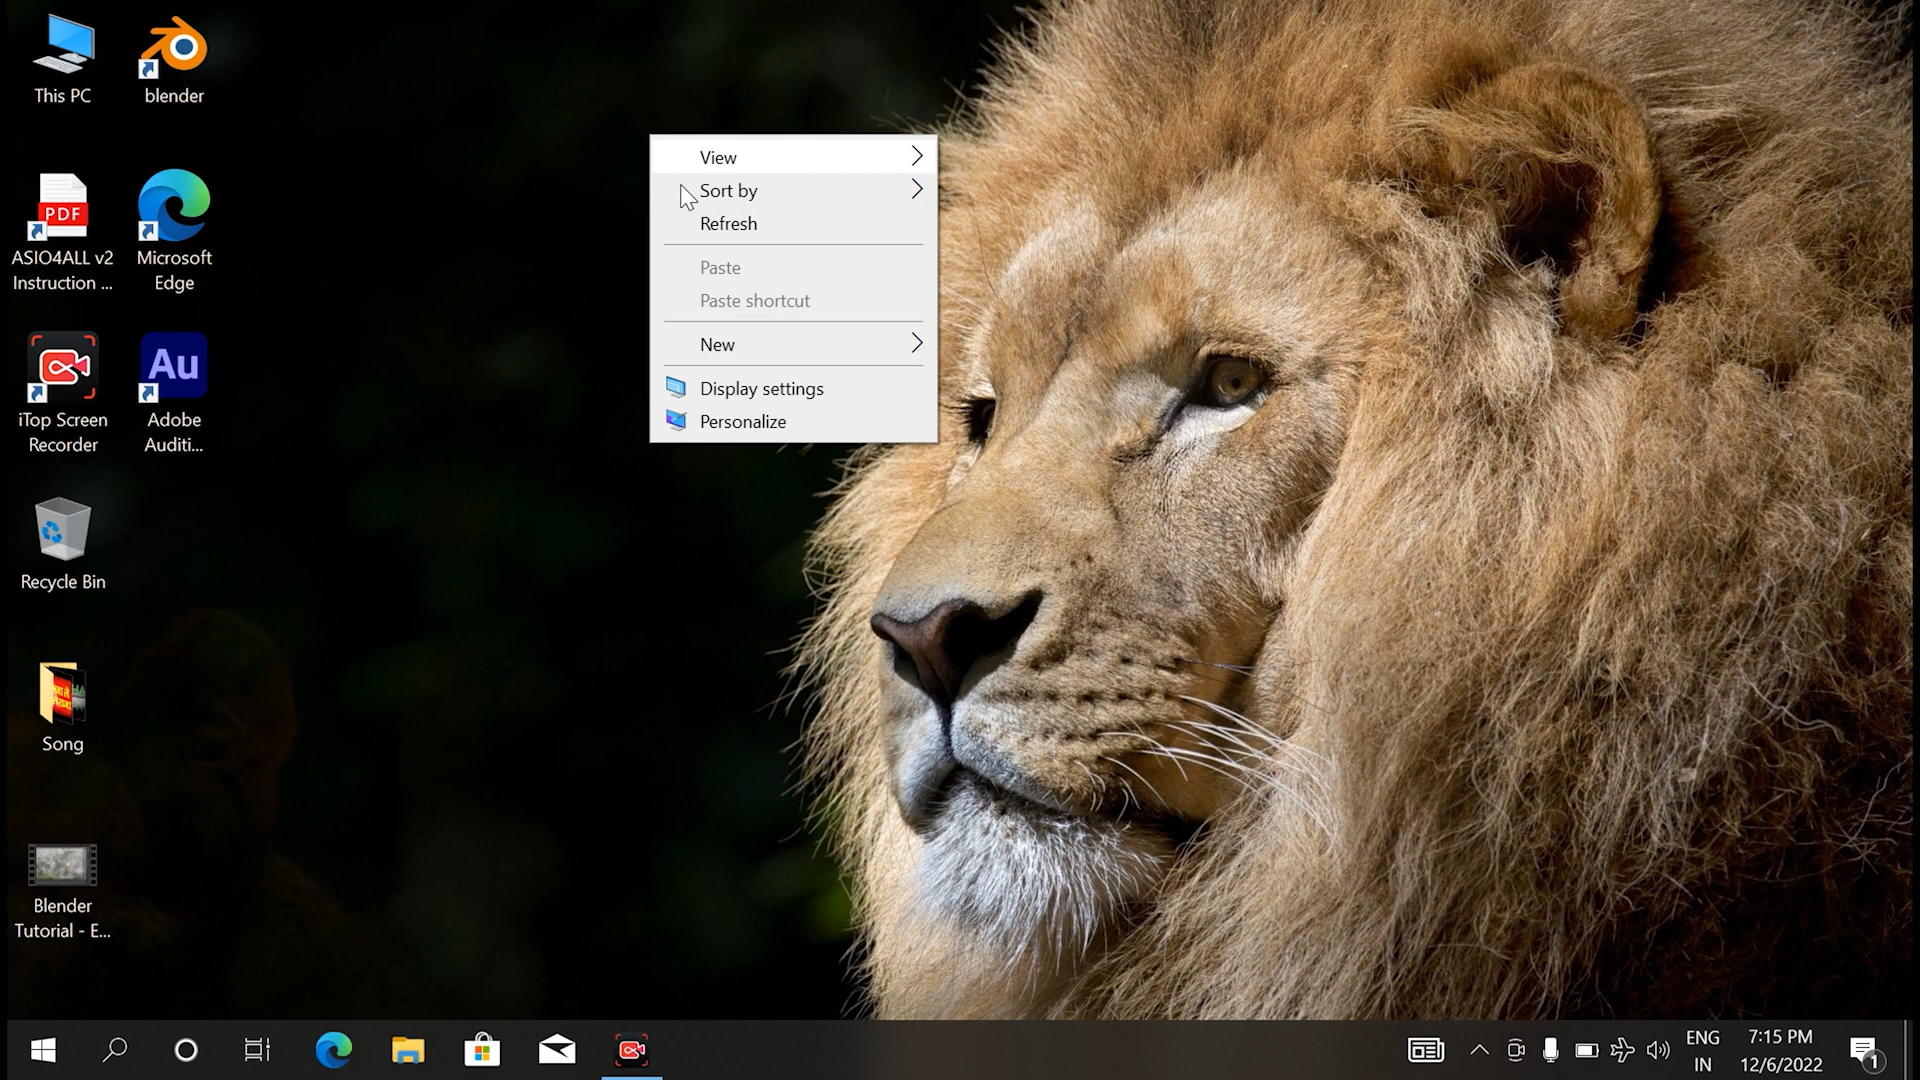 This PC
blender
PDF
ASIO4ALL v2
Instruction ...
Microsoft
Edge
iTop Screen
Recorder
Au
Adobe
Auditi...
Recycle Bin
Song
Blender
Tutorial - E...
View
Sort by
Refresh
Paste
Paste shortcut
New
Display settings
Personalize
ENG
IN
7:15 PM
12/6/2022
1